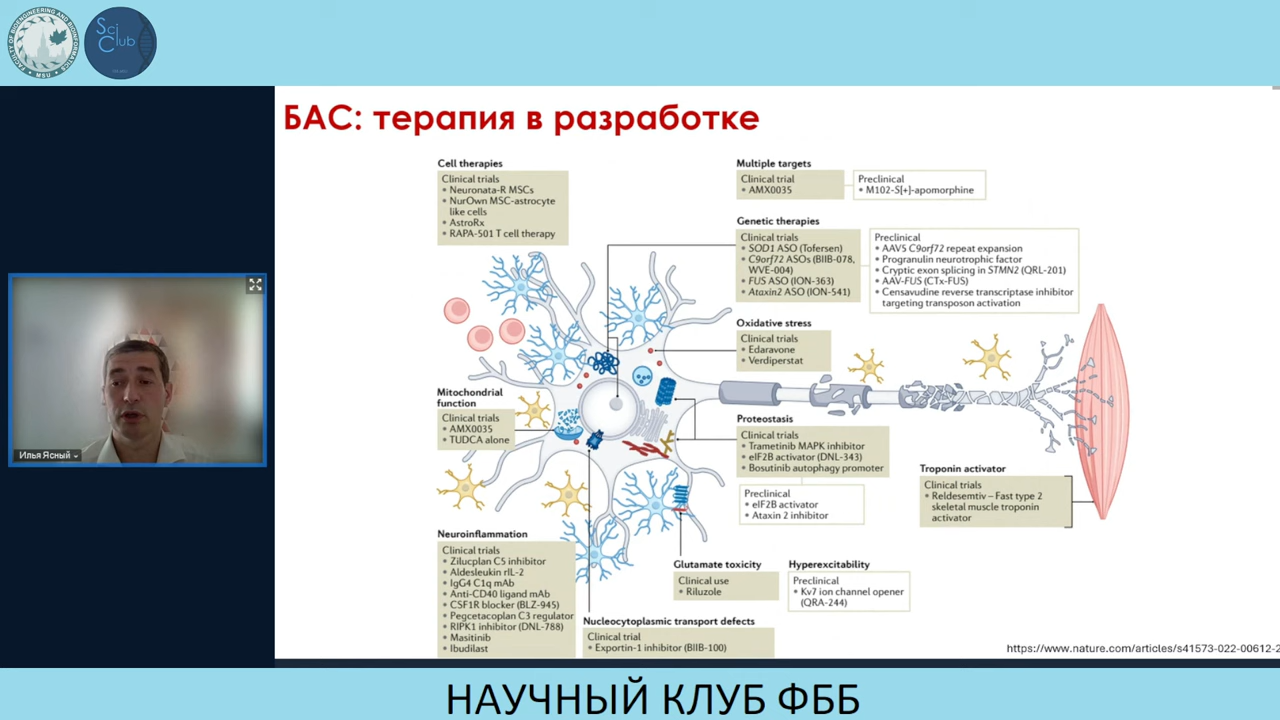 FACULTY OF BIOENGINEERING AND BIOINFORMATICS
MSU
Sci
Club
БАС: терапия в разработке
Cell therapies
Clinical trials
• Neuronata-R MSCs
• NurOwn MSC-astrocyte
like cells
• AstroRx
• RAPA-501 T cell therapy
Multiple targets
Clinical trial
• AMX0035
Preclinical
• M102-S[+]-apomorphine
Genetic therapies
Clinical trials
• SOD1 ASO (Tofersen)
• C9orf72 ASOs (BIIB-078,
WVE-004)
• FUS ASO (ION-363)
• Ataxin2 ASO (ION-541)
Preclinical
• AAV5 C9orf72 repeat expansion
• Progranulin neurotrophic factor
• Cryptic exon splicing in STMN2 (QRL-201)
• AAV-FUS (CTx-FUS)
• Censavudine reverse transcriptase inhibitor
targeting transposon activation
Oxidative stress
Clinical trials
• Edaravone
• Verdiperstat
Mitochondrial
function
Clinical trials
• AMX0035
• TUDCA alone
Proteostasis
Clinical trials
• Trametinib MAPK inhibitor
• eIF2B activator (DNL-343)
• Bosutinib autophagy promoter
Preclinical
• eIF2B activator
• Ataxin 2 inhibitor
Troponin activator
Clinical trials
• Reldesemtiv – Fast type 2
skeletal muscle troponin
activator
Neuroinflammation
Clinical trials
• Zilucplan C5 inhibitor
• Aldesleukin rIL-2
• IgG4 C1q mAb
• Anti-CD40 ligand mAb
• CSF1R blocker (BLZ-945)
• Pegcetacoplan C3 regulator
• RIPK1 inhibitor (DNL-788)
• Masitinib
• Ibudilast
Glutamate toxicity
Clinical use
• Riluzole
Hyperexcitability
Preclinical
• Kv7 ion channel opener
(QRA-244)
Nucleocytoplasmic transport defects
Clinical trial
• Exportin-1 inhibitor (BIIB-100)
https://www.nature.com/articles/s41573-022-00612-2
Илья Ясный
НАУЧНЫЙ КЛУБ ФББ